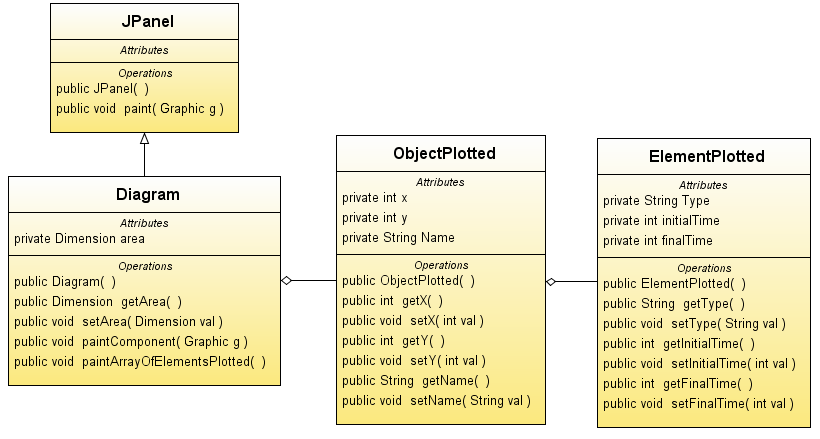 JPanel
Attributes
Operations
public JPanel( )
public void paint( Graphic g )
Diagram
Attributes
private Dimension area
Operations
public Diagram( )
public Dimension getArea( )
public void setArea( Dimension val )
public void paintComponent( Graphic g )
public void paintArrayOfElementsPlotted( )
ObjectPlotted
Attributes
private int x
private int y
private String Name
Operations
public ObjectPlotted( )
public int getX( )
public void setX( int val )
public int getY( )
public void setY( int val )
public String getName( )
public void setName( String val )
ElementPlotted
Attributes
private String Type
private int initialTime
private int finalTime
Operations
public ElementPlotted( )
public String getType( )
public void setType( String val )
public int getInitialTime( )
public void setInitialTime( int val )
public int getFinalTime( )
public void setFinalTime( int val )